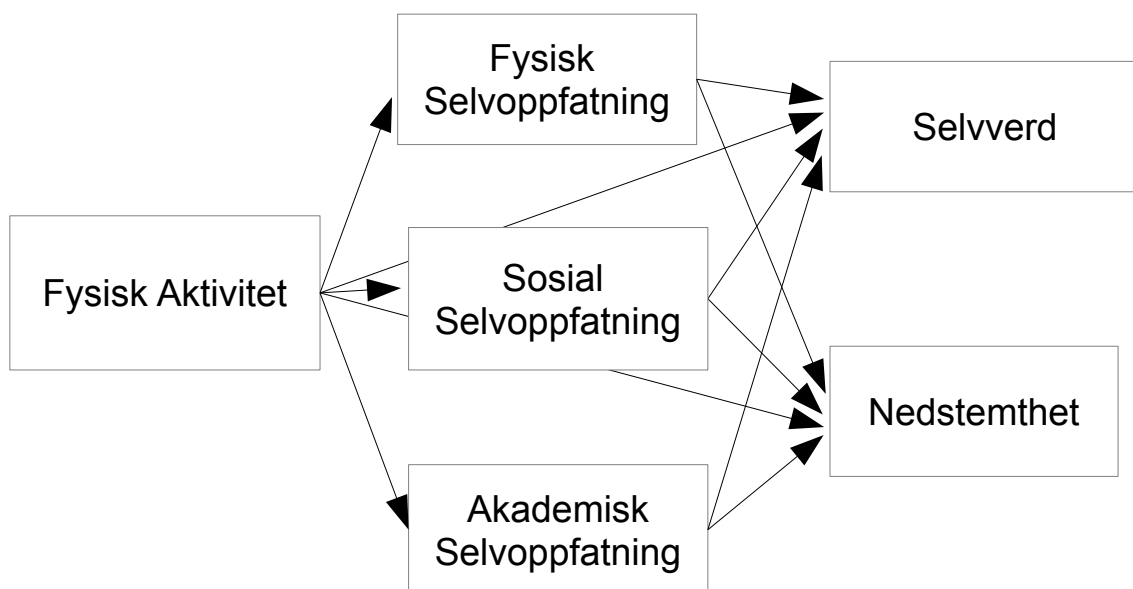 Fysisk
Selvoppfatning
Selvverd
Fysisk Aktivitet
Sosial
Selvoppfatning
Nedstemthet
Akademisk
Selvoppfatning